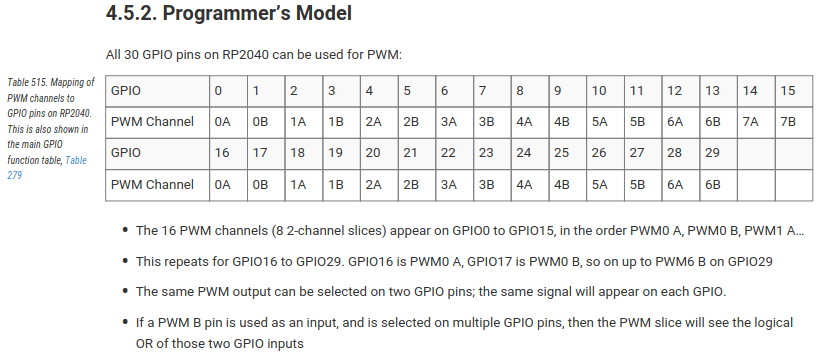 4.5.2. Programmer's Model
All 30 GPIO pins on RP2040 can be used for PWM:
Table 515. Mapping of
PWM channels to
GPIO pins on RP2040.
This is also shown in
the main GPIO
function table, Table
279
GPIO 0 1 2 3 4 5 6 7 8 9 10 11 12 13 14 15
PWM Channel 0A 0B 1A 1B 2A 2B 3A 3B 4A 4B 5A 5B 6A 6B 7A 7B
GPIO 16 17 18 19 20 21 22 23 24 25 26 27 28 29
PWM Channel 0A 0B 1A 1B 2A 2B 3A 3B 4A 4B 5A 5B 6A 6B
• The 16 PWM channels (8 2-channel slices) appear on GPIO0 to GPIO15, in the order PWM0 A, PWM0 B, PWM1 A…
• This repeats for GPIO16 to GPIO29. GPIO16 is PWM0 A, GPIO17 is PWM0 B, so on up to PWM6 B on GPIO29
• The same PWM output can be selected on two GPIO pins; the same signal will appear on each GPIO.
• If a PWM B pin is used as an input, and is selected on multiple GPIO pins, then the PWM slice will see the logical
OR of those two GPIO inputs